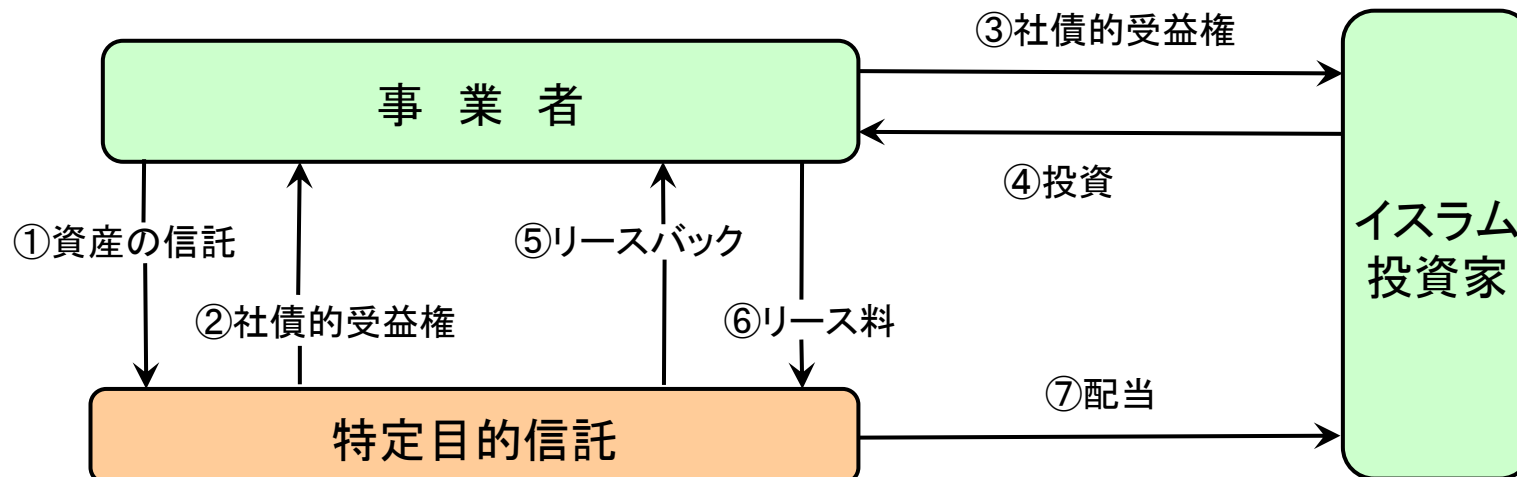 ③社債的受益権
事 業 者
④投資
①資産の信託
⑤リースバック
②社債的受益権
⑥リース料
イスラム
投資家
⑦配当
特定目的信託